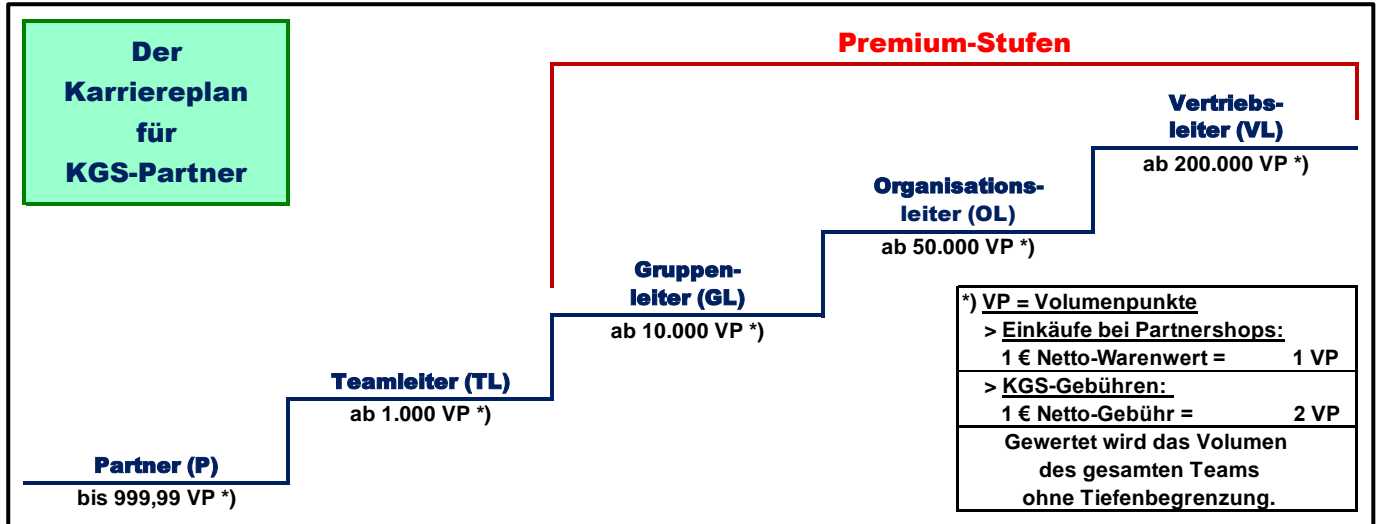 Der
Karriereplan
für
KGS-Partner
Premium-Stufen
Vertriebs-
leiter (VL)
ab 200.000 VP *)
Organisations-
leiter (OL)
ab 50.000 VP *)
Gruppen-
leiter (GL)
ab 10.000 VP *)
Teamleiter (TL)
ab 1.000 VP *)
Partner (P)
bis 999,99 VP *)
*) VP = Volumenpunkte
> Einkäufe bei Partnershops:
1 € Netto-Warenwert = 1 VP
> KGS-Gebühren:
1 € Netto-Gebühr = 2 VP
Gewertet wird das Volumen
des gesamten Teams
ohne Tiefenbegrenzung.